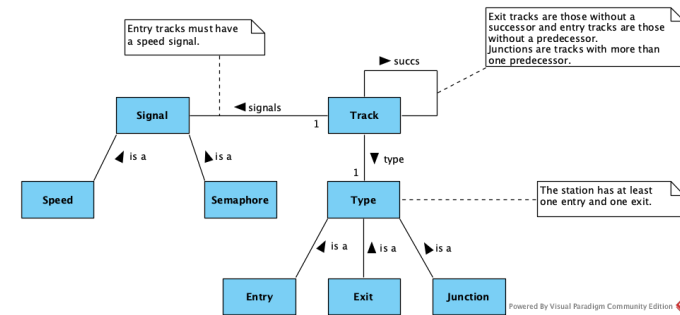 Entry tracks must have
a speed signal.
Exit tracks are those without a
successor and entry tracks are those
without a predecessor.
Junctions are tracks with more than
one predecessor.
succs
signals
Signal
1
Track
is a
is a
type
1
Speed
Semaphore
Type
The station has at least
one entry and one exit.
is a
is a
is a
Entry
Exit
Junction
Powered By Visual Paradigm Community Edition